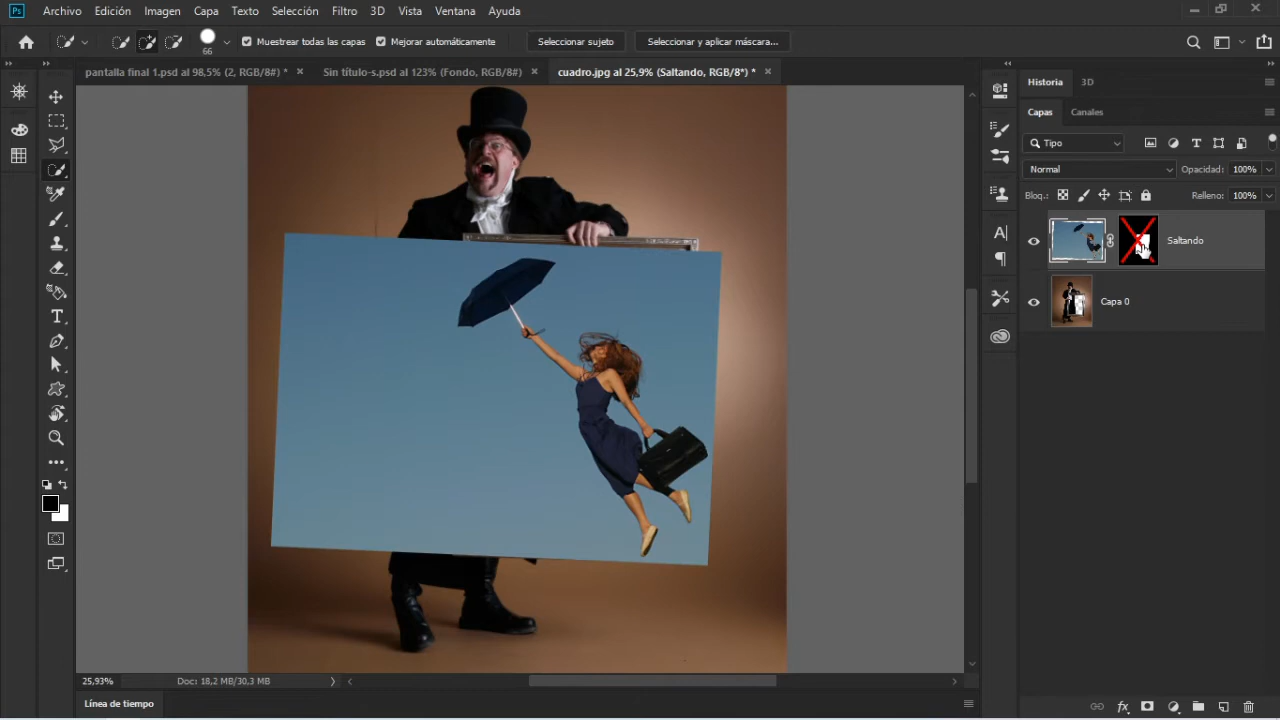 Ps Archivo Edición Imagen Capa Texto Selección Filtro 3D Vista Ventana Ayuda
66 Muestrear todas las capas Mejorar automáticamente Seleccionar sujeto Seleccionar y aplicar máscara...
pantalla final 1.psd al 98,5% (2, RGB/8#) * × Sin título-s.psd al 123% (Fondo, RGB/8#) × cuadro.jpg al 25,9% (Saltando, RGB/8*) * ×
Historia 3D
Capas Canales
Tipo
Normal Opacidad: 100%
Bloq.: Relleno: 100%
Saltando
Capa 0
25,93% Doc: 18,2 MB/30,3 MB
Línea de tiempo